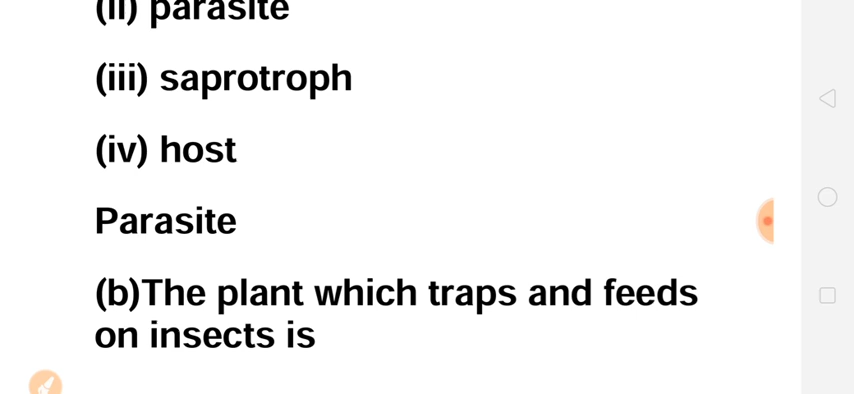 (ii) parasite
(iii) saprotroph
(iv) host
Parasite
(b)The plant which traps and feeds
on insects is